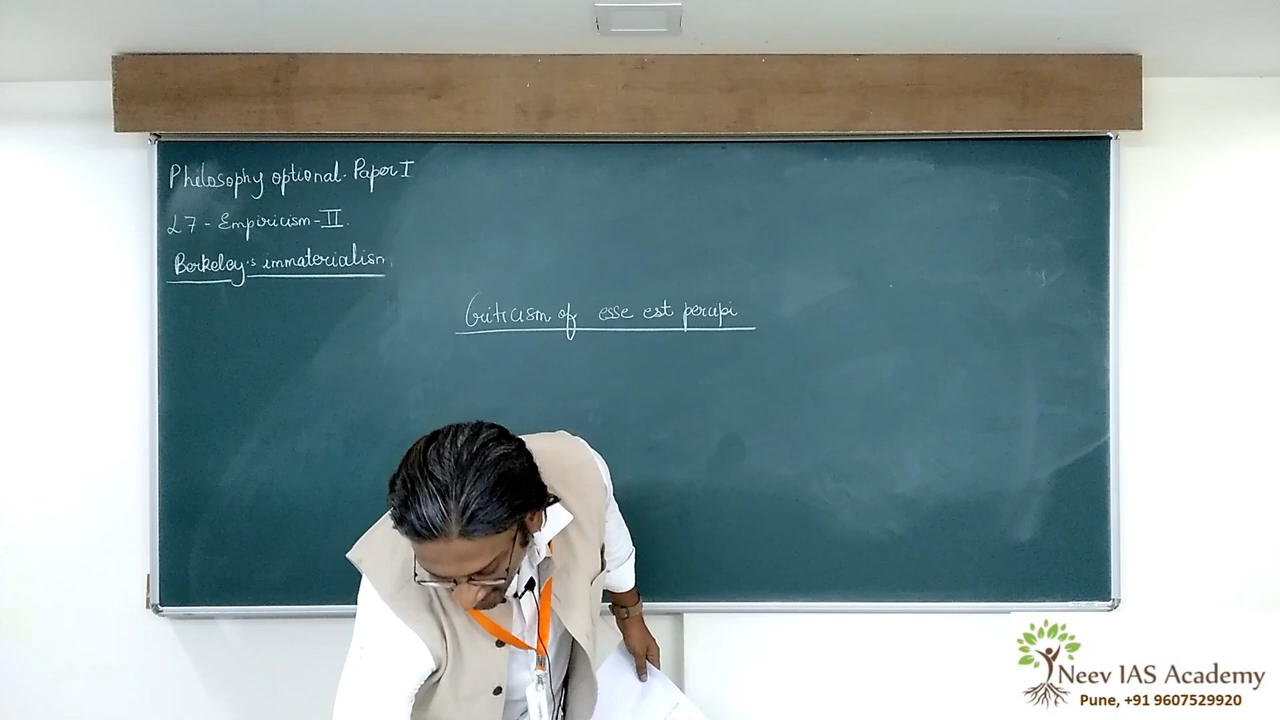 Philosophy optional - Paper I
L7 - Empiricism - II.
Berkeley's immaterialism
Criticism of esse est percipi
Neev IAS Academy
Pune, +91 9607529920